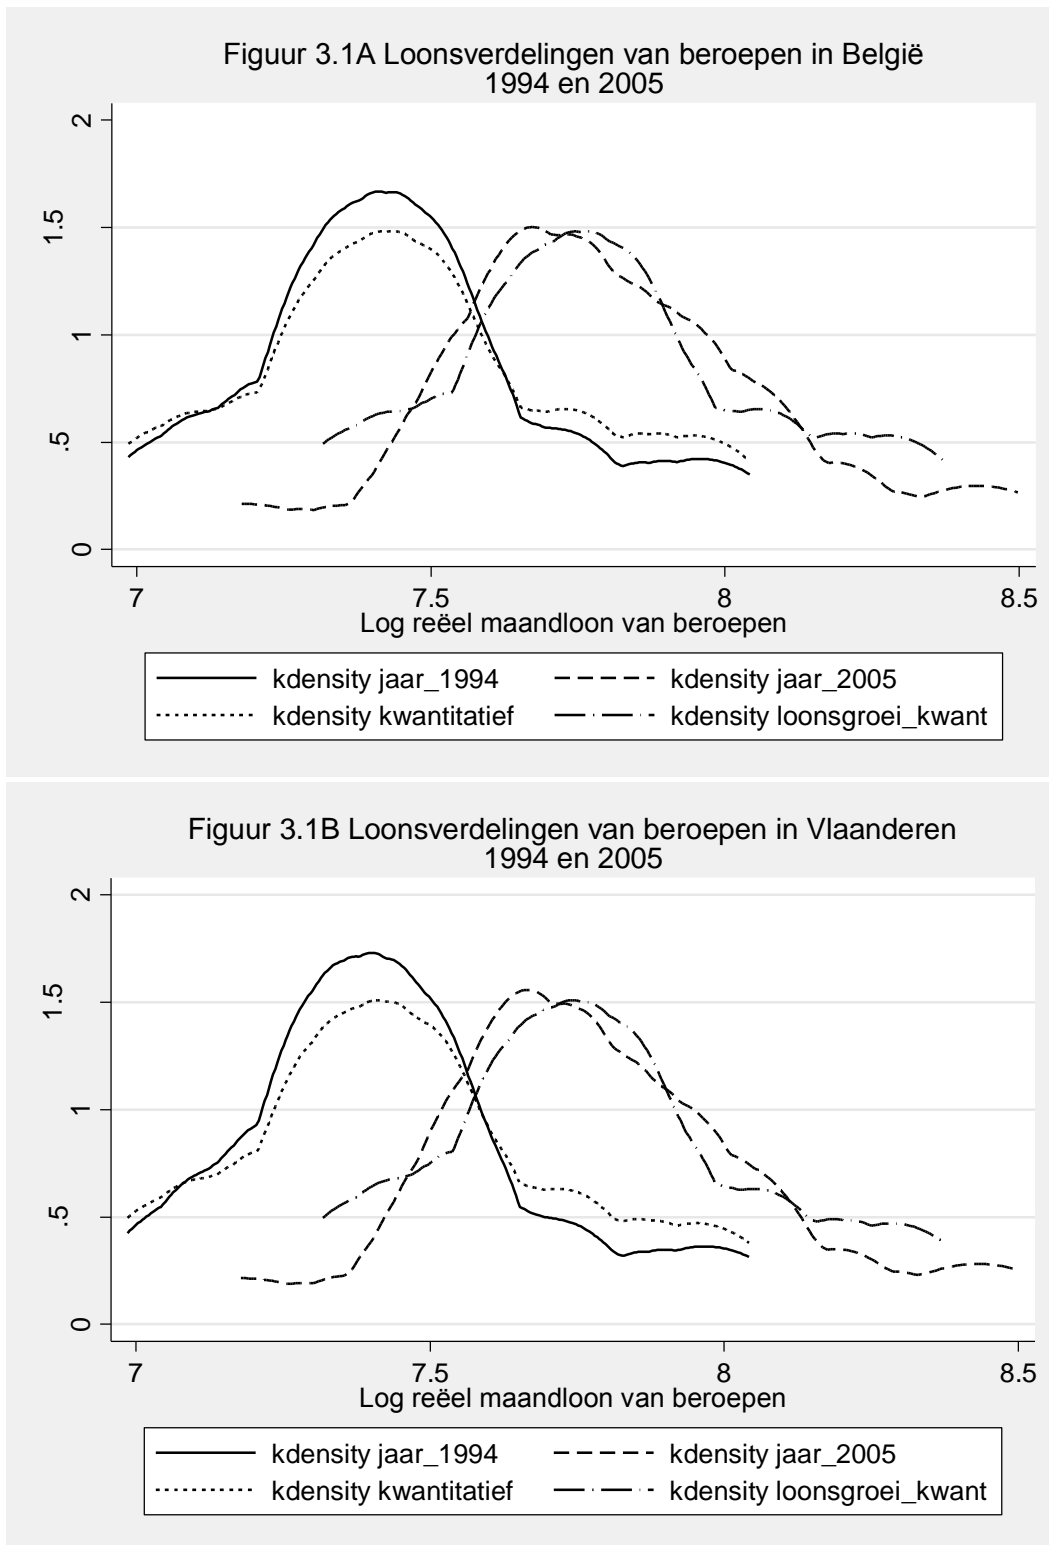 Figuur 3.1A Loonsverdelingen van beroepen in België
1994 en 2005
2
1.5
1
.5
0
7
7.5
8
8.5
Log reëel maandloon van beroepen
kdensity jaar_1994
kdensity jaar_2005
kdensity kwantitatief
kdensity loonsgroei_kwant
Figuur 3.1B Loonsverdelingen van beroepen in Vlaanderen
1994 en 2005
2
1.5
1
.5
0
7
7.5
8
8.5
Log reëel maandloon van beroepen
kdensity jaar_1994
kdensity jaar_2005
kdensity kwantitatief
kdensity loonsgroei_kwant